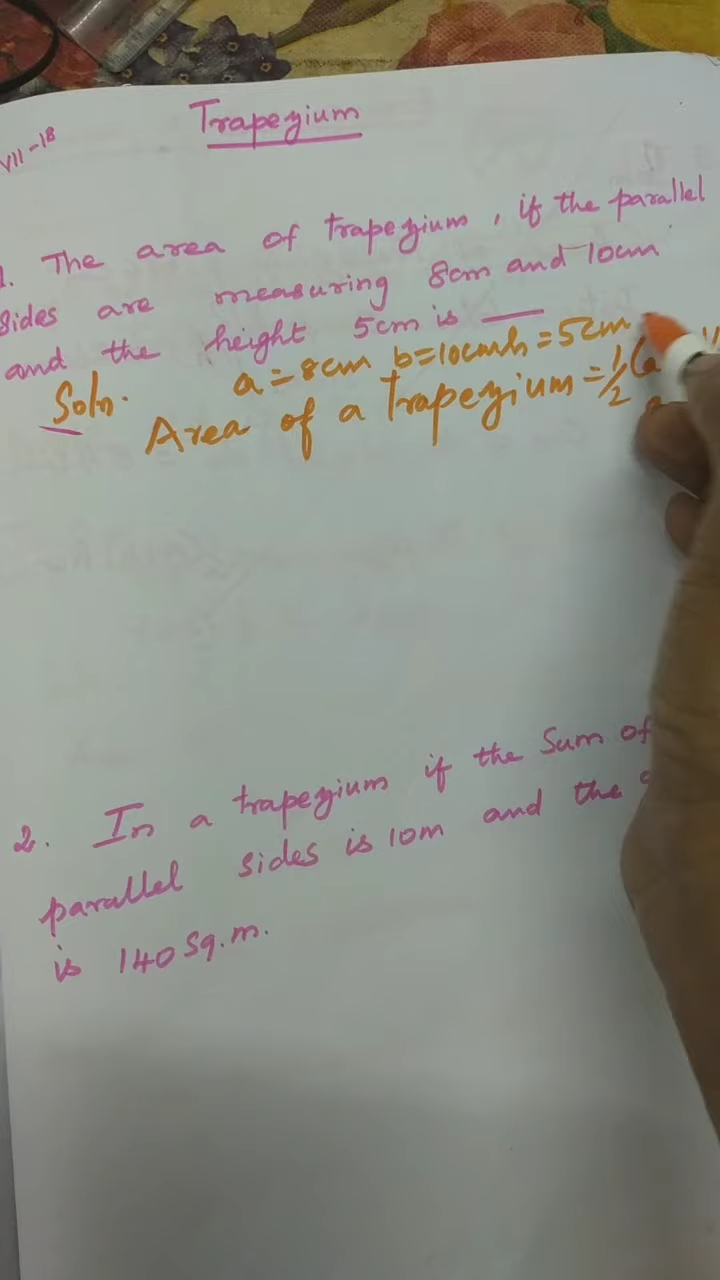 Trapezium
VII-18
1. The area of trapezium, if the parallel
sides are measuring 8cm and 10cm
and the height 5cm is ___
Soln. a=8cm b=10cm h=5cm
Area of a trapezium = 1/2 (a
2. In a trapezium if the sum of
parallel sides is 10m and the
is 140 Sq.m.